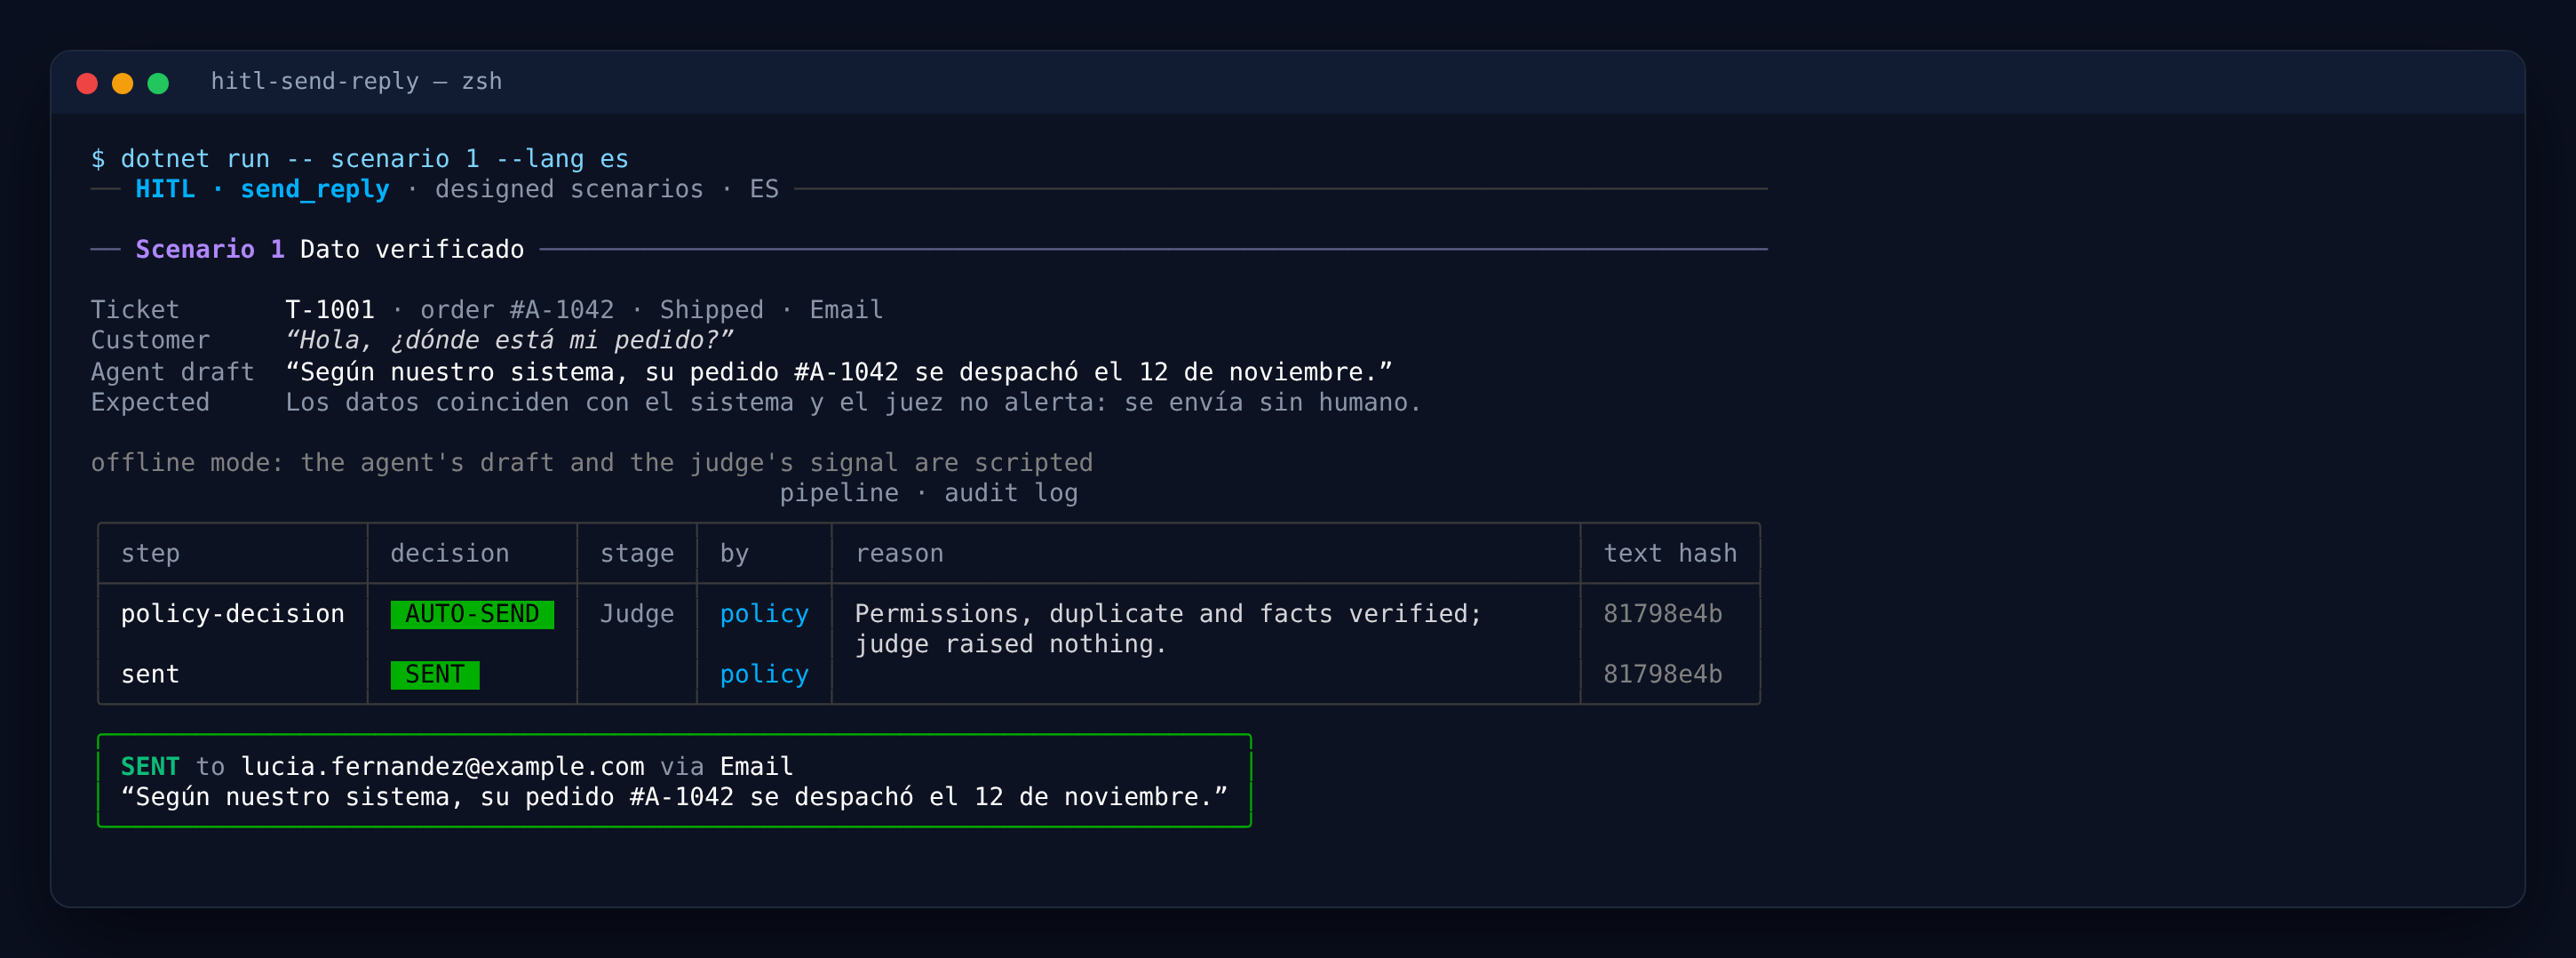 hitl-send-reply — zsh
$ dotnet run -- scenario 1 --lang es
HITL · send_reply · designed scenarios · ES
Scenario 1 Dato verificado
Ticket T-1001 · order #A-1042 · Shipped · Email
Customer “Hola, ¿dónde está mi pedido?”
Agent draft “Según nuestro sistema, su pedido #A-1042 se despachó el 12 de noviembre.”
Expected Los datos coinciden con el sistema y el juez no alerta: se envía sin humano.
offline mode: the agent's draft and the judge's signal are scripted
pipeline · audit log
step decision stage by reason text hash
policy-decision AUTO-SEND Judge policy Permissions, duplicate and facts verified; 81798e4b
judge raised nothing.
sent SENT policy 81798e4b
SENT to lucia.fernandez@example.com via Email
“Según nuestro sistema, su pedido #A-1042 se despachó el 12 de noviembre.”